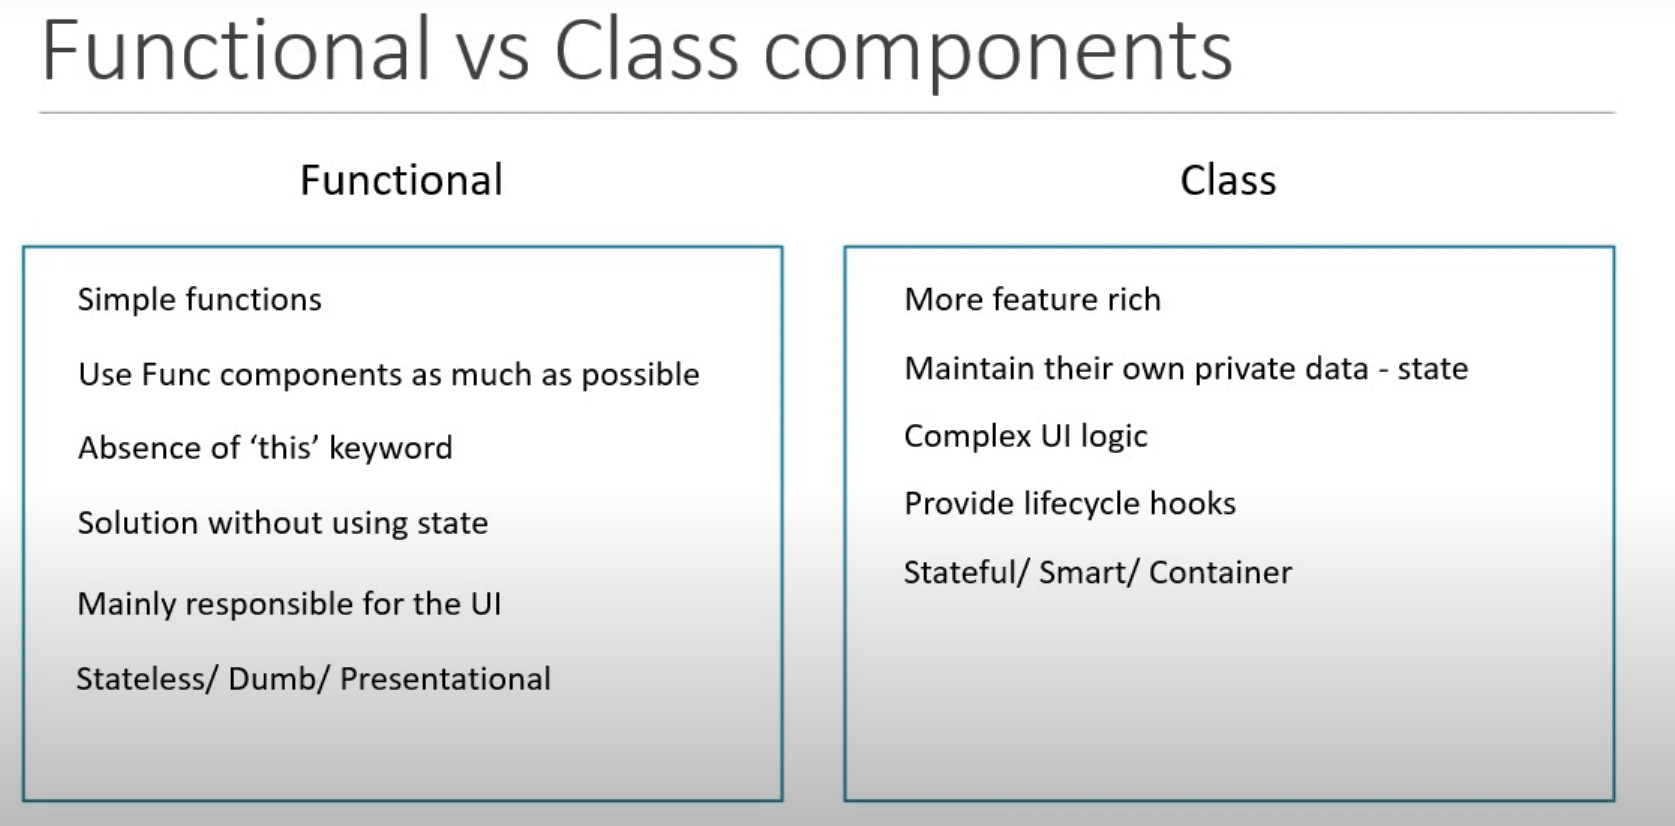 Functional vs Class components
Functional
Simple functions
Use Func components as much as possible
Absence of ‘this’ keyword
Solution without using state
Mainly responsible for the UI
Stateless/ Dumb/ Presentational
Class
More feature rich
Maintain their own private data - state
Complex UI logic
Provide lifecycle hooks
Stateful/ Smart/ Container